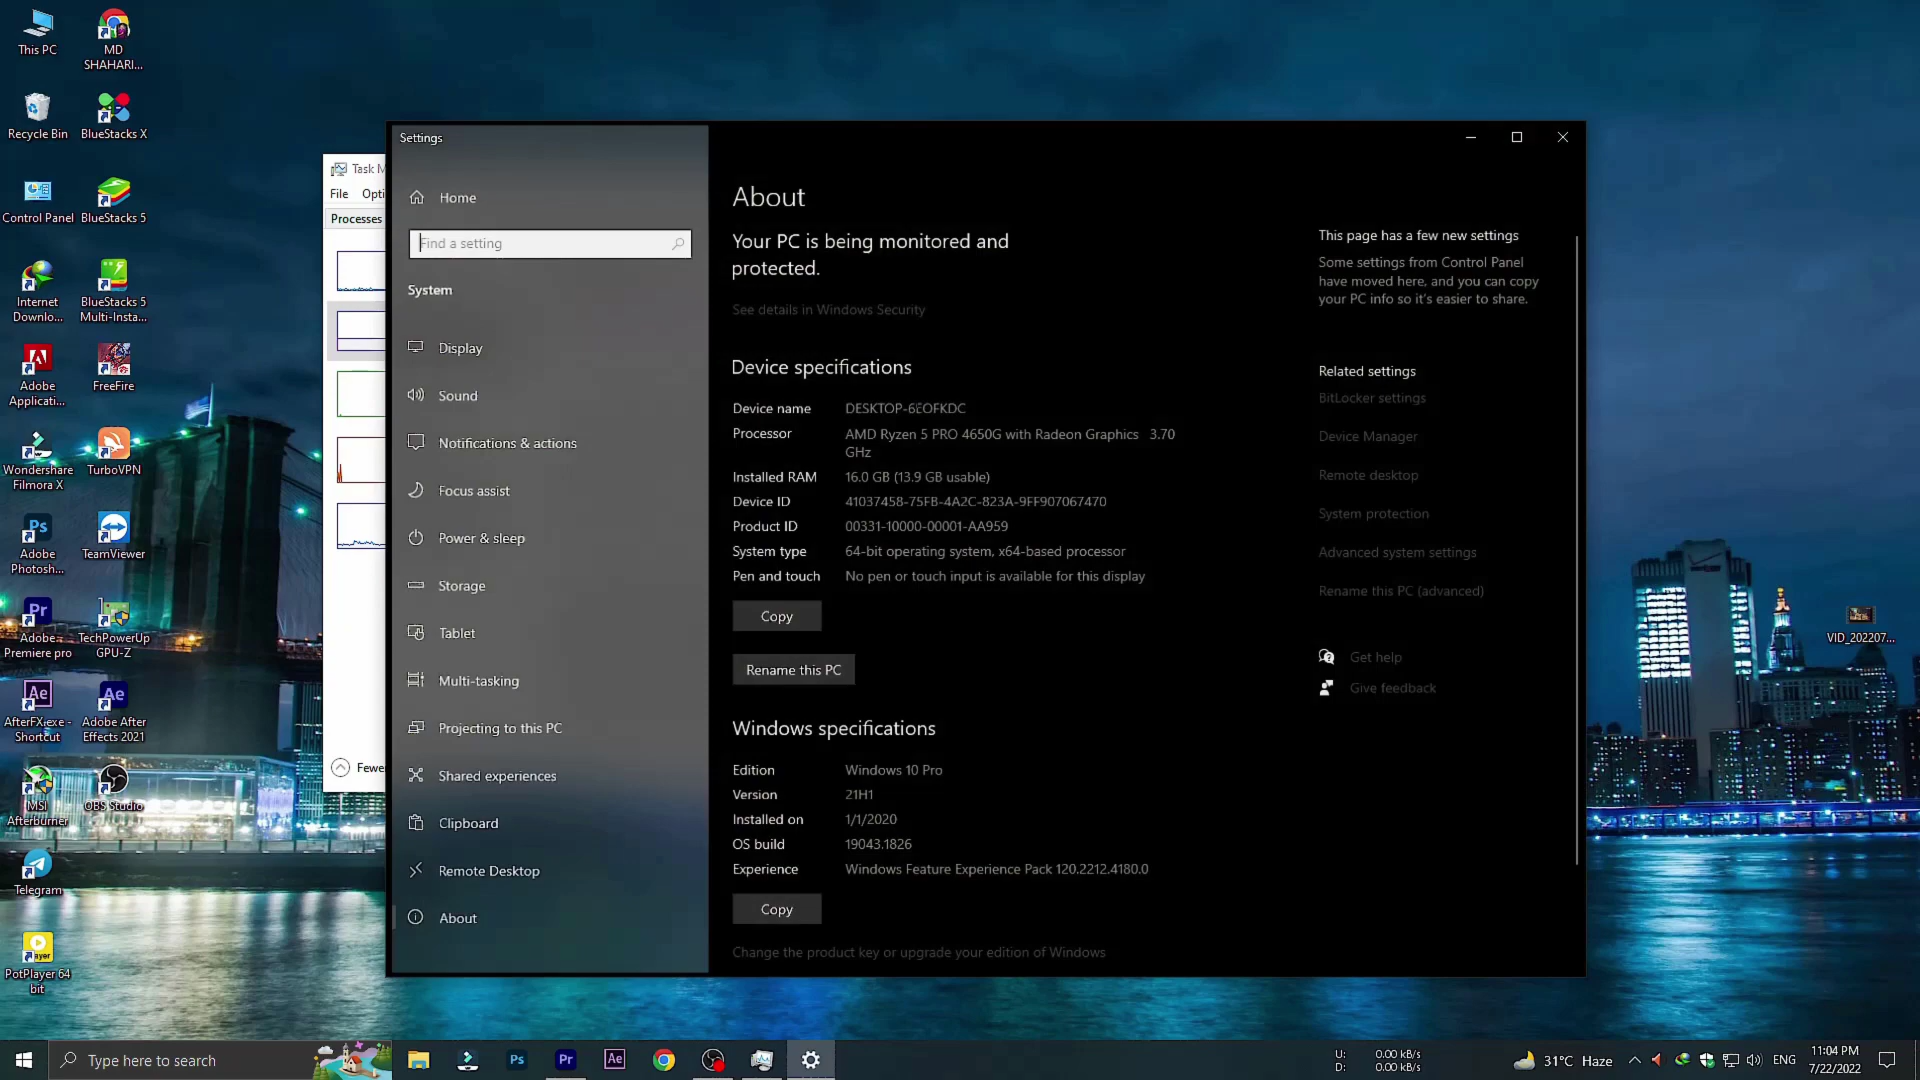 This PC
MD
SHAHARI...
Recycle Bin
BlueStacks X
Control Panel
BlueStacks 5
Internet
Downlo...
BlueStacks 5
Multi-Insta...
Adobe
Applicati...
FreeFire
Wondershare
Filmora X
TurboVPN
Adobe
Photosh...
TeamViewer
Adobe
Premiere pro
TechPowerUp
GPU-Z
AfterFX.exe -
Shortcut
Adobe After
Effects 2021
MSI
Afterburner
OBS Studio
Telegram
PotPlayer 64
bit
Task M
File Opti
Processes
Fewer
Settings
Home
Find a setting
System
Display
Sound
Notifications & actions
Focus assist
Power & sleep
Storage
Tablet
Multi-tasking
Projecting to this PC
Shared experiences
Clipboard
Remote Desktop
About
About
Your PC is being monitored and
protected.
See details in Windows Security
Device specifications
Device name DESKTOP-6EOFKDC
Processor AMD Ryzen 5 PRO 4650G with Radeon Graphics 3.70
GHz
Installed RAM 16.0 GB (13.9 GB usable)
Device ID 41037458-75FB-4A2C-823A-9FF907067470
Product ID 00331-10000-00001-AA959
System type 64-bit operating system, x64-based processor
Pen and touch No pen or touch input is available for this display
Copy
Rename this PC
Windows specifications
Edition Windows 10 Pro
Version 21H1
Installed on 1/1/2020
OS build 19043.1826
Experience Windows Feature Experience Pack 120.2212.4180.0
Copy
Change the product key or upgrade your edition of Windows
This page has a few new settings
Some settings from Control Panel
have moved here, and you can copy
your PC info so it's easier to share.
Related settings
BitLocker settings
Device Manager
Remote desktop
System protection
Advanced system settings
Rename this PC (advanced)
Get help
Give feedback
VID_202207...
Type here to search
U: 0.00 kB/s
D: 0.00 kB/s
31°C Haze
ENG
11:04 PM
7/22/2022